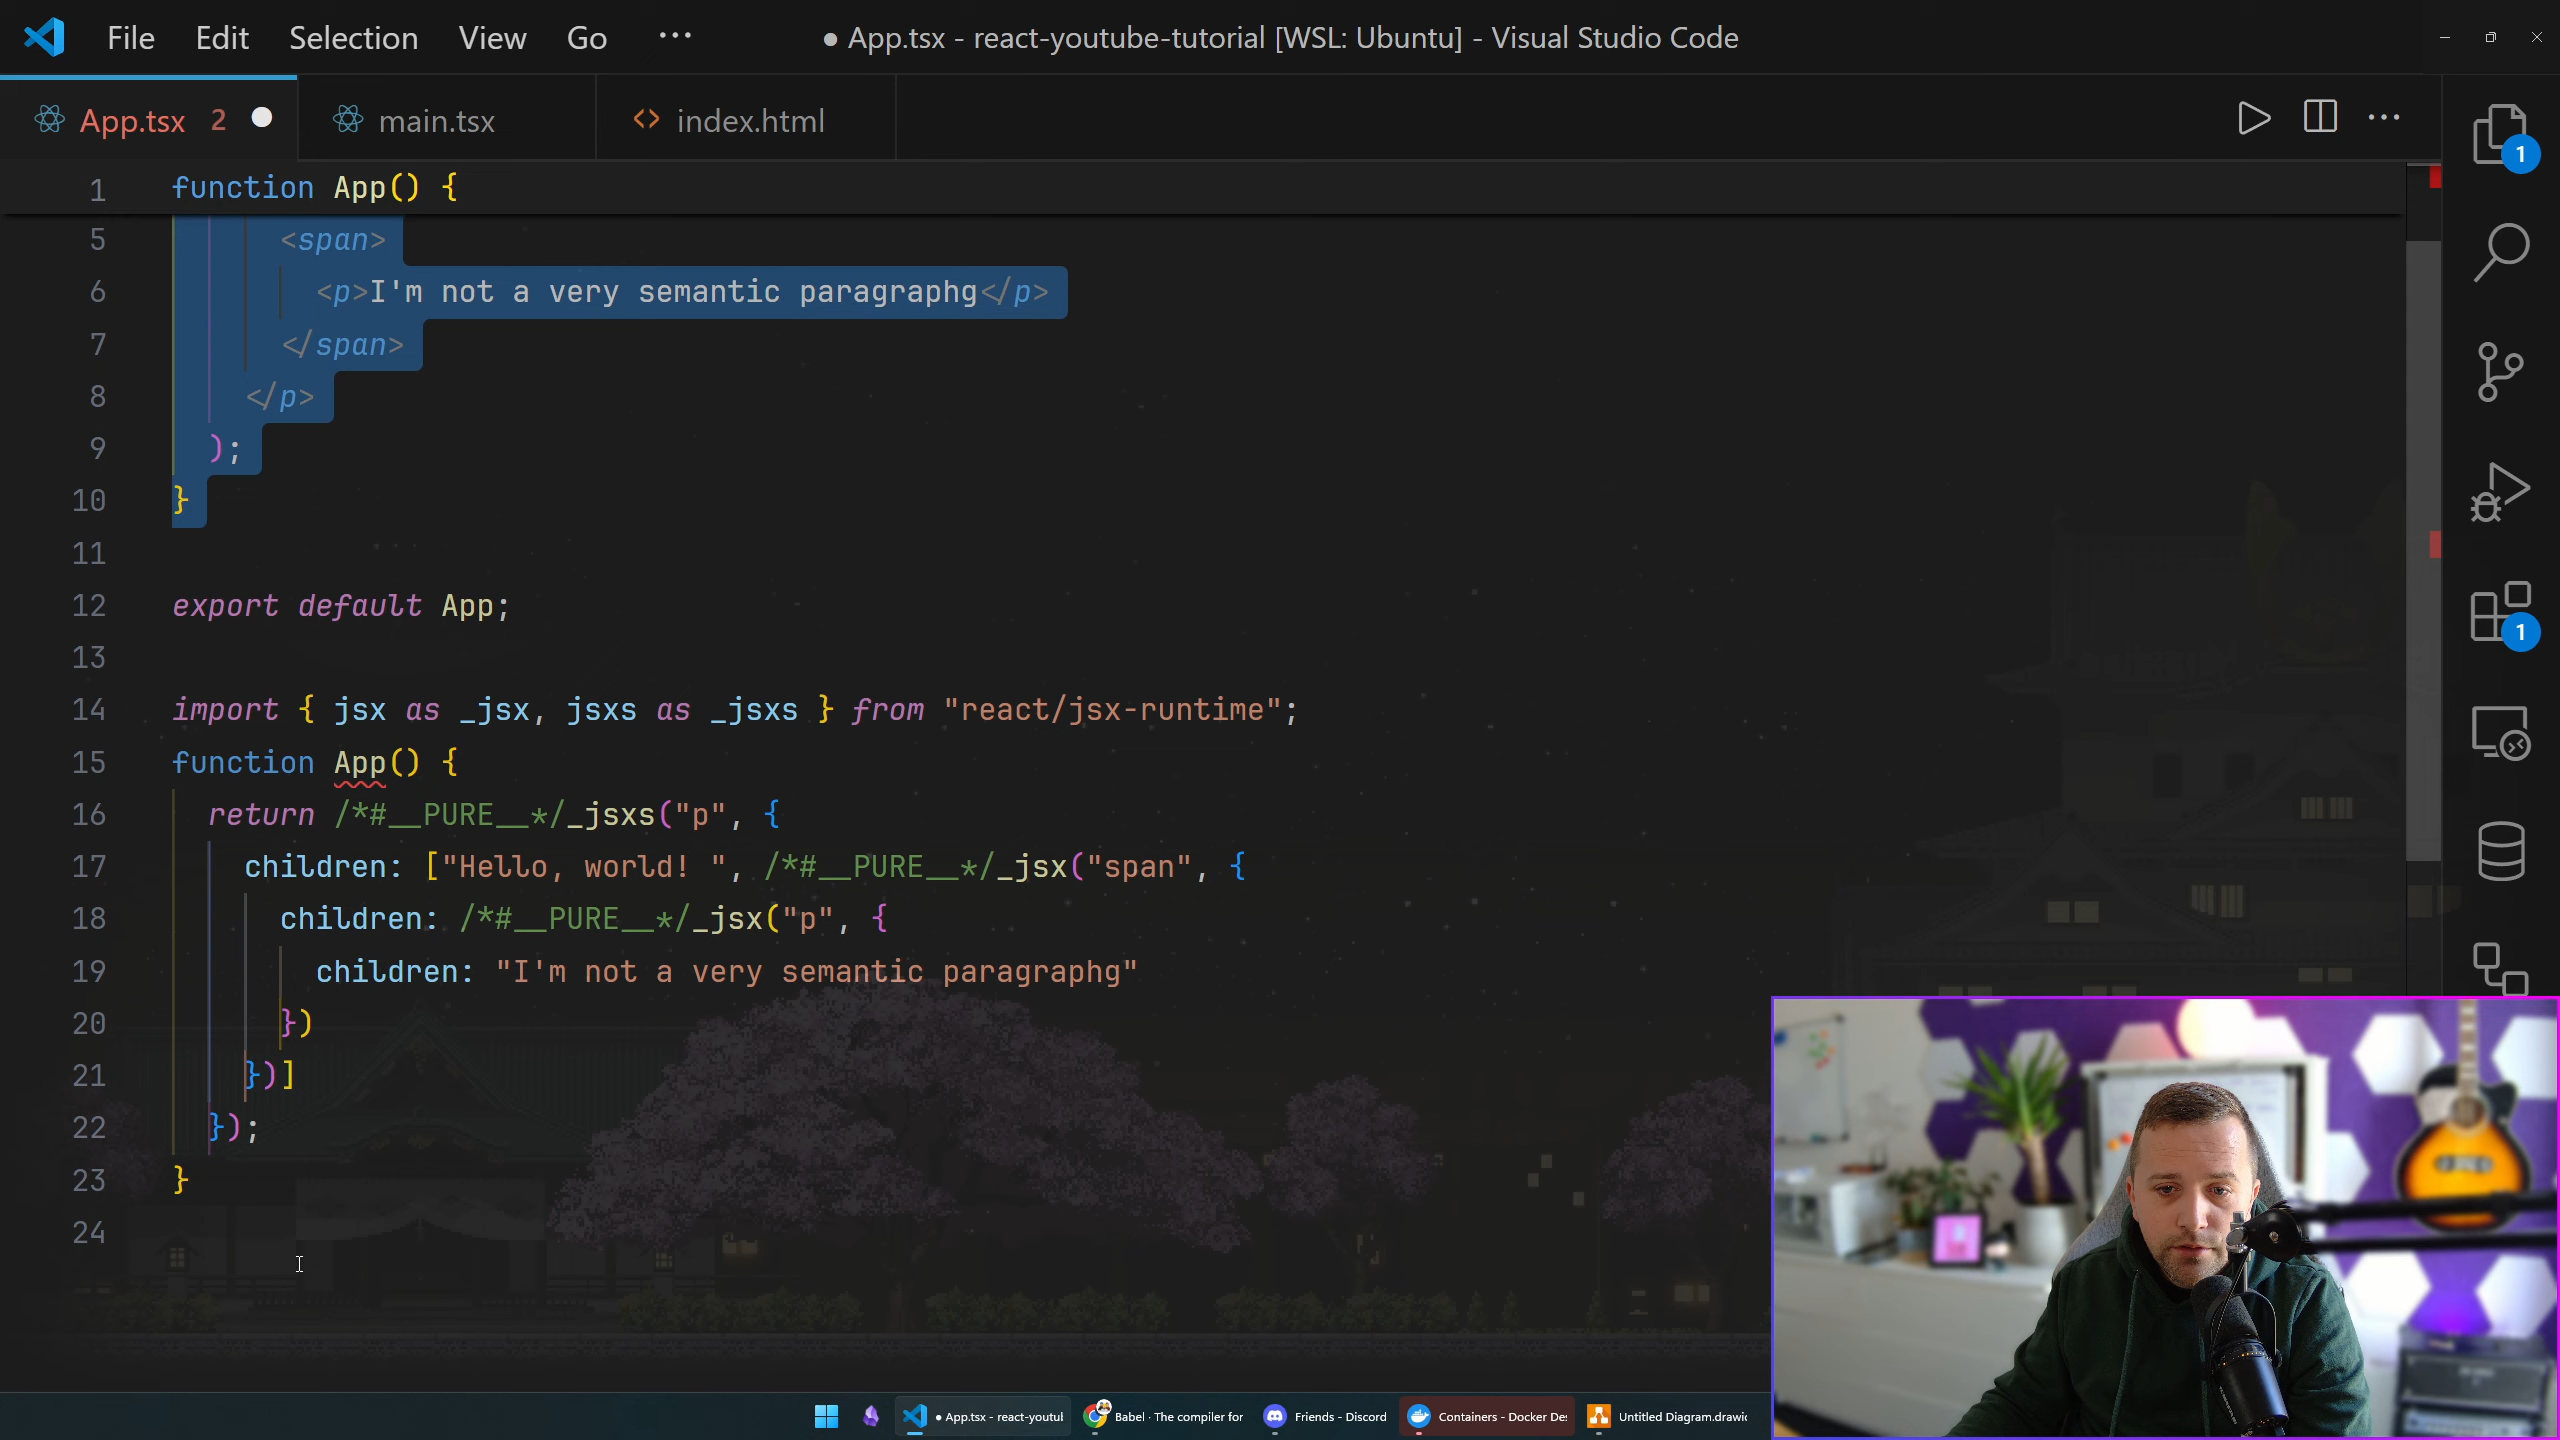 File Edit Selection View Go ··· ● App.tsx - react-youtube-tutorial [WSL: Ubuntu] - Visual Studio Code
App.tsx 2 ● main.tsx <> index.html
1 function App() {
5 <span>
6 <p>I'm not a very semantic paragraphg</p>
7 </span>
8 </p>
9 );
10 }
11
12 export default App;
13
14 import { jsx as _jsx, jsxs as _jsxs } from "react/jsx-runtime";
15 function App() {
16 return /*#__PURE__*/_jsxs("p", {
17 children: ["Hello, world! ", /*#__PURE__*/_jsx("span", {
18 children: /*#__PURE__*/_jsx("p", {
19 children: "I'm not a very semantic paragraphg"
20 })
21 })]
22 });
23 }
24
1
1
● App.tsx - react-youtul Babel · The compiler for Friends - Discord Containers - Docker Des Untitled Diagram.drawio